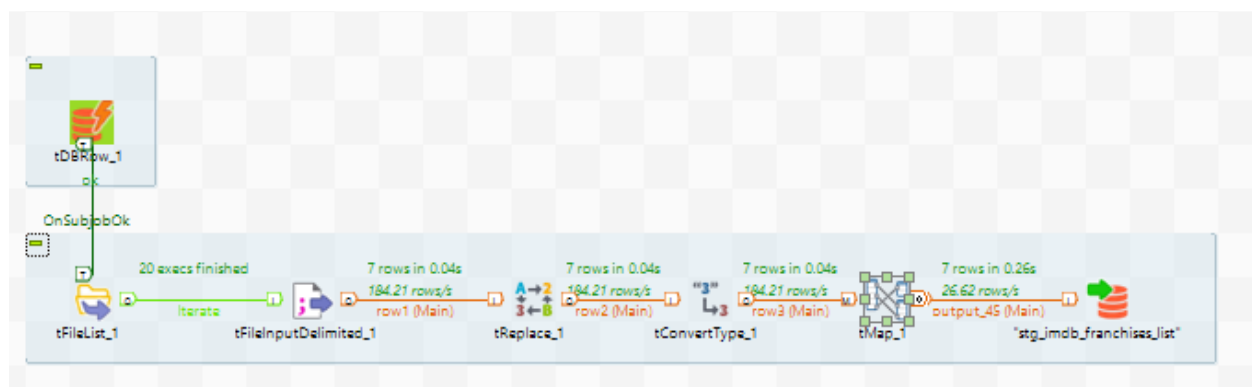 tDBRow_1
ok
OnSubjobOk
20 execs finished
Iterate
7 rows in 0.04s
184.21 rows/s
row1 (Main)
7 rows in 0.04s
184.21 rows/s
row2 (Main)
7 rows in 0.04s
184.21 rows/s
row3 (Main)
7 rows in 0.26s
26.62 rows/s
output_45 (Main)
tFileList_1
tFileInputDelimited_1
tReplace_1
tConvertType_1
tMap_1
"stg_imdb_franchises_list"